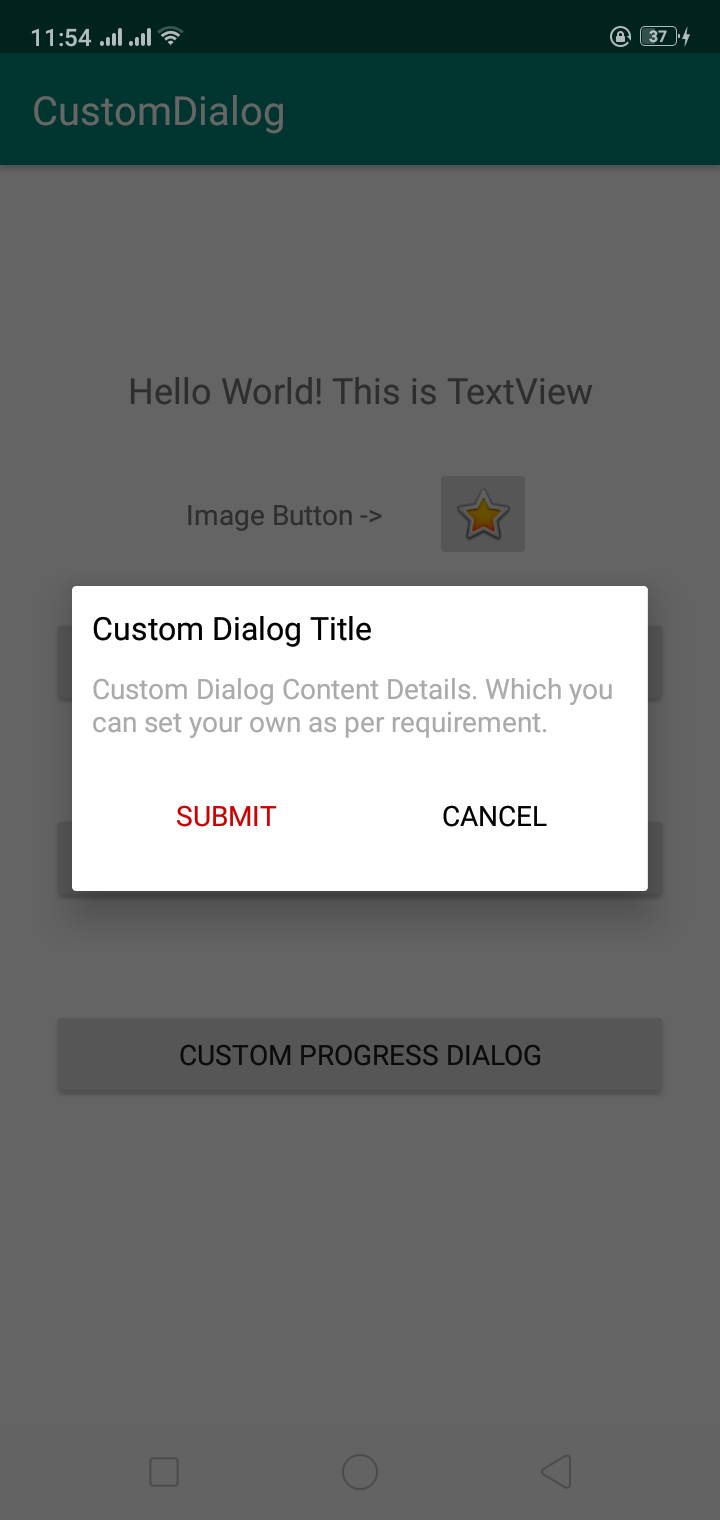 11:54
37
CustomDialog
Hello World! This is TextView
Image Button ->
Custom Dialog Title
Custom Dialog Content Details. Which you
can set your own as per requirement.
SUBMIT CANCEL
CUSTOM PROGRESS DIALOG